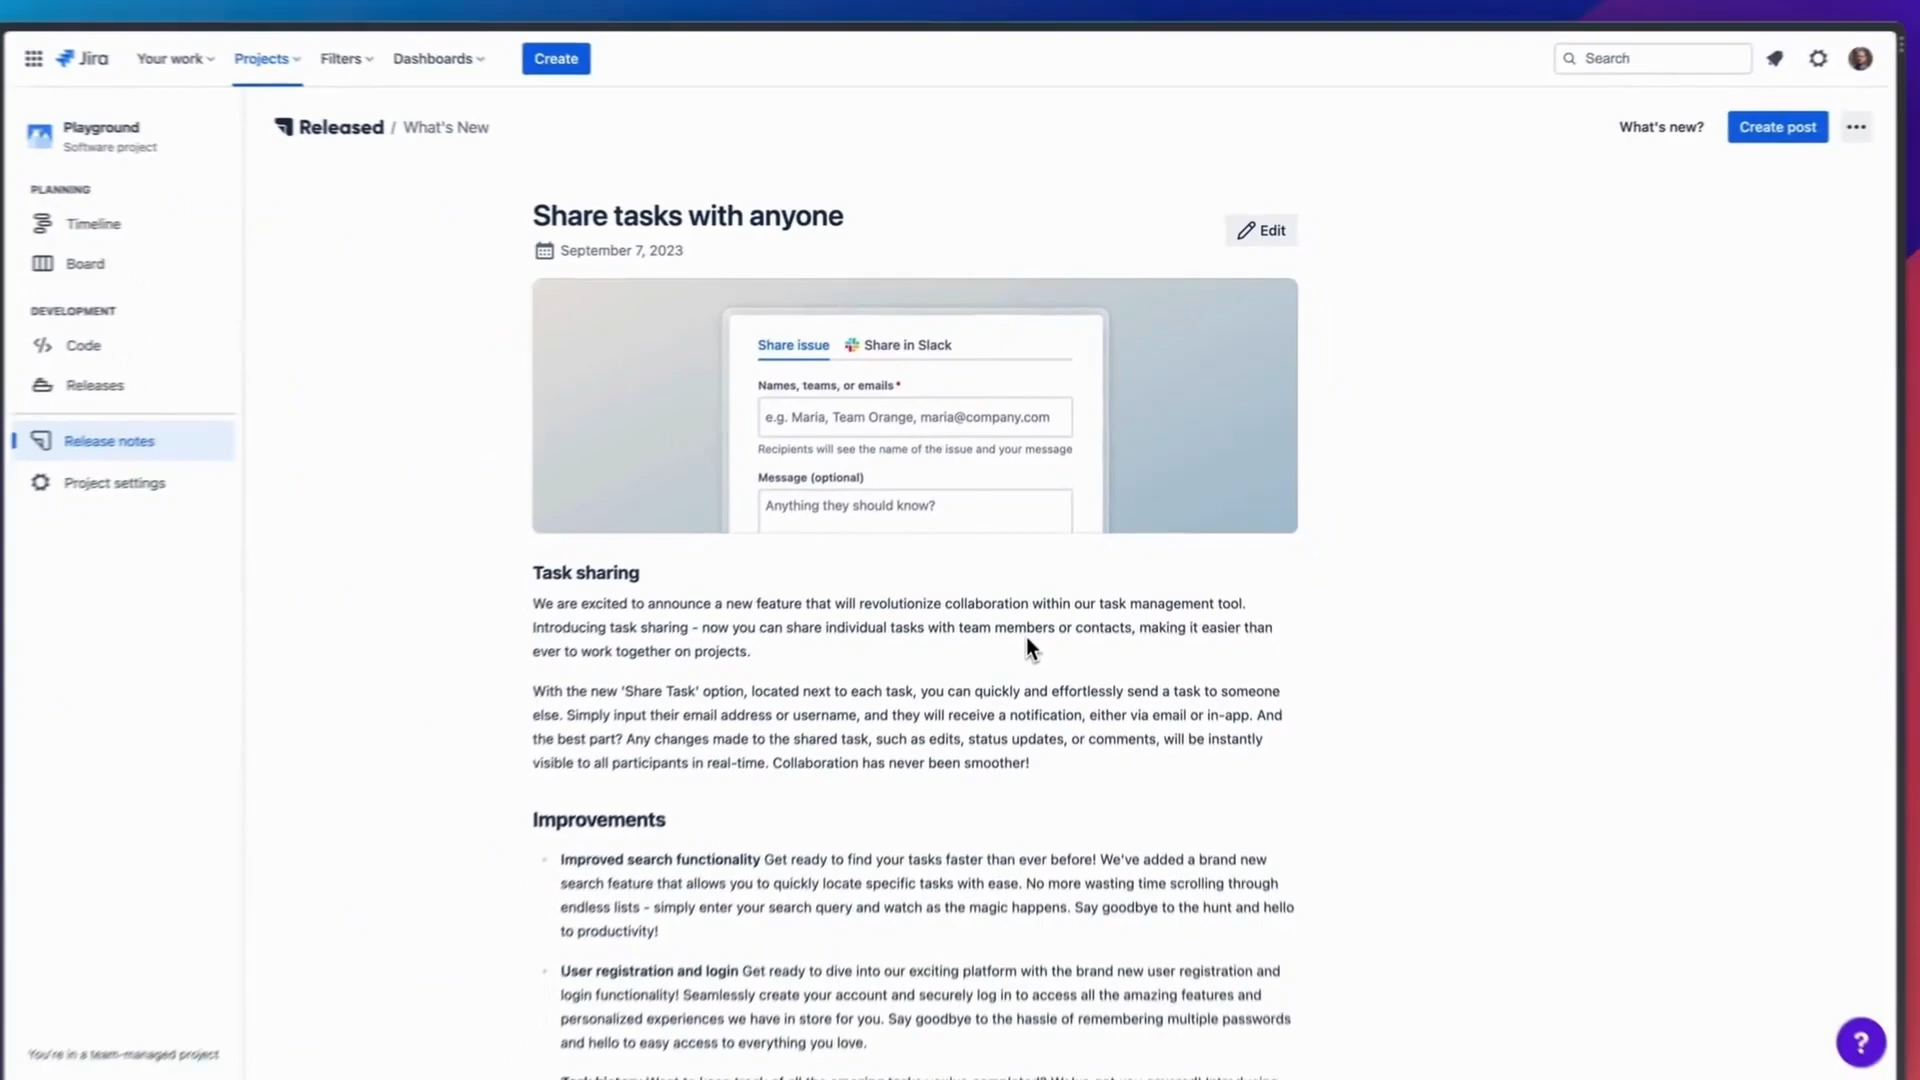 Jira
Your work
Projects
Filters
Dashboards
Create
Search
Playground
Software project
PLANNING
Timeline
Board
DEVELOPMENT
Code
Releases
Release notes
Project settings
You're in a team-managed project
Released / What's New
What's new?
Create post
Share tasks with anyone
September 7, 2023
Edit
Share issue
Share in Slack
Names, teams, or emails*
e.g. Maria, Team Orange, maria@company.com
Recipients will see the name of the issue and your message
Message (optional)
Anything they should know?
Task sharing
We are excited to announce a new feature that will revolutionize collaboration within our task management tool.
Introducing task sharing - now you can share individual tasks with team members or contacts, making it easier than
ever to work together on projects.
With the new 'Share Task' option, located next to each task, you can quickly and effortlessly send a task to someone
else. Simply input their email address or username, and they will receive a notification, either via email or in-app. And
the best part? Any changes made to the shared task, such as edits, status updates, or comments, will be instantly
visible to all participants in real-time. Collaboration has never been smoother!
Improvements
Improved search functionality Get ready to find your tasks faster than ever before! We've added a brand new
search feature that allows you to quickly locate specific tasks with ease. No more wasting time scrolling through
endless lists - simply enter your search query and watch as the magic happens. Say goodbye to the hunt and hello
to productivity!
User registration and login Get ready to dive into our exciting platform with the brand new user registration and
login functionality! Seamlessly create your account and securely log in to access all the amazing features and
personalized experiences we have in store for you. Say goodbye to the hassle of remembering multiple passwords
and hello to easy access to everything you love.
?